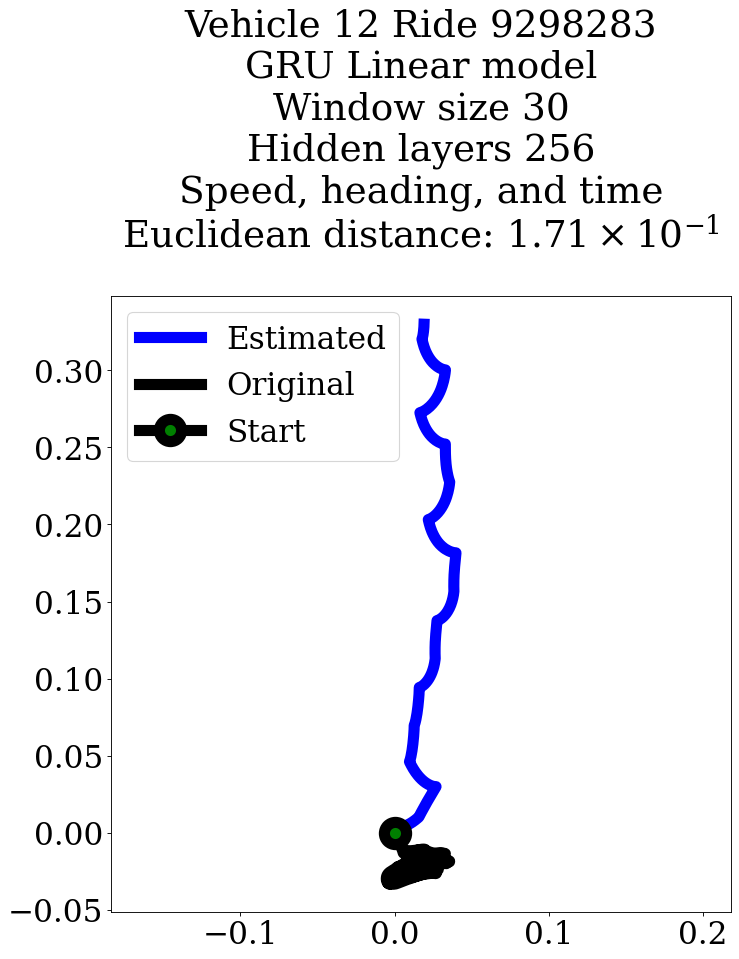 Vehicle 12 Ride 9298283
GRU Linear model
Window size 30
Hidden layers 256
Speed, heading, and time
Euclidean distance: 1.71 × 10⁻¹
Estimated
Original
Start
0.30
0.25
0.20
0.15
0.10
0.05
0.00
−0.05
−0.1 0.0 0.1 0.2